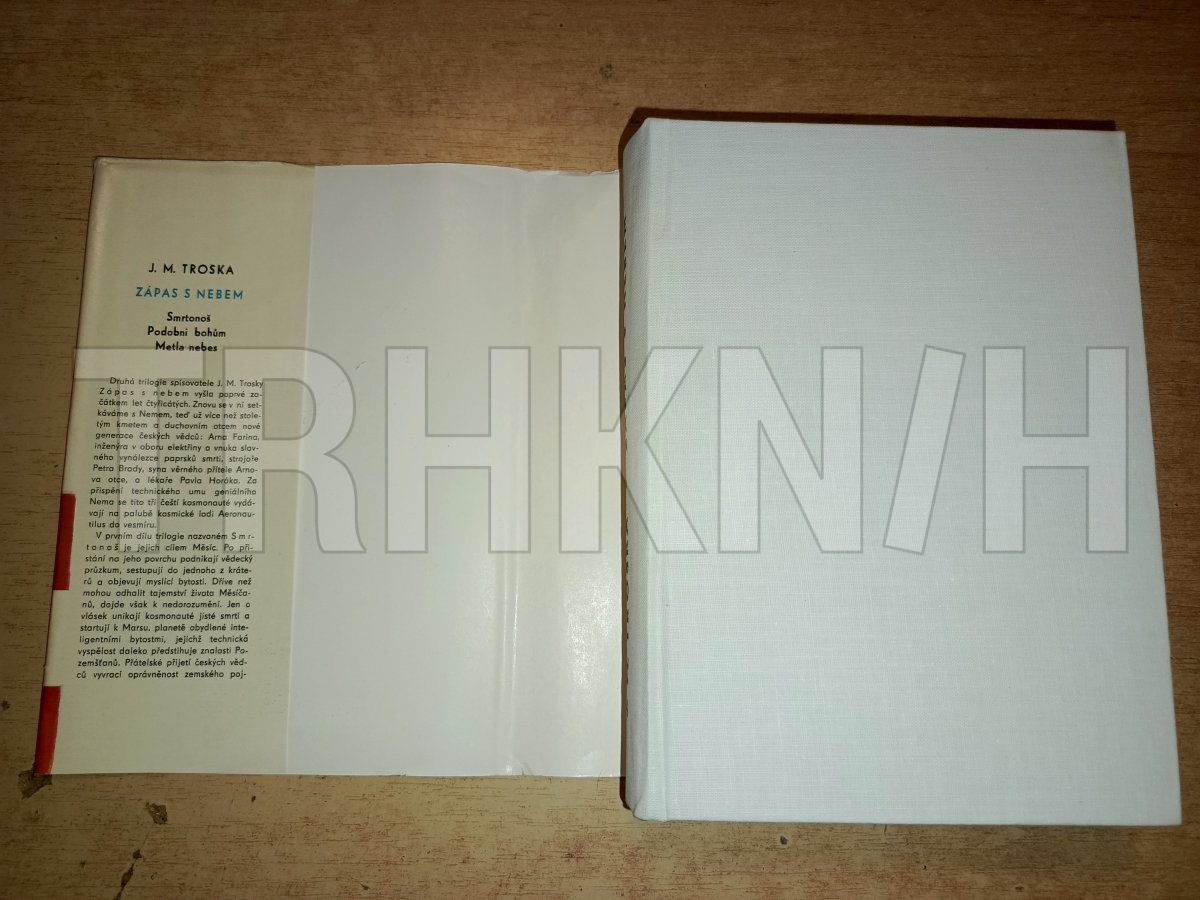 J. M. TROSKA
ZÁPAS S NEBEM
Smrtonoš
Podobni bohům
Metla nebes
Druhá trilogie spisovatele J. M. Trosky
Zápas s nebem vyšla poprvé za-
čátkem let čtyřicátých. Znovu se v ní set-
káváme s Nemem, teď už více než stole-
tým kmetem a duchovním otcem nové
generace českých vědců: Arna Farina,
inženýra v oboru elektřiny a vnuka slav-
ného vynálezce paprsků smrti, strojaře
Petra Brady, syna věrného přítele Arno-
va otce, a lékaře Pavla Horáka. Za
přispění technického umu geniálního
Nema se tito tři čeští kosmonauté vydá-
vají na palubě kosmické lodi Aeronau-
tilus do vesmíru.
V prvním dílu trilogie nazvaném Smr-
tonoš je jejich cílem Měsíc. Po při-
stání na jeho povrchu podnikají vědecký
průzkum, sestupují do jednoho z kráte-
rů a objevují myslící bytosti. Dříve než
mohou odhalit tajemství života Měsíča-
nů, dojde však k nedorozumění. Jen o
vlásek unikají kosmonauté jisté smrti a
startují k Marsu, planetě obydlené inte-
ligentními bytostmi, jejichž technická
vyspělost daleko předstihuje znalosti Po-
zemšťanů. Přátelské přijetí českých věd-
ců vyvrací oprávněnost zemského poj-
TRHKNIH